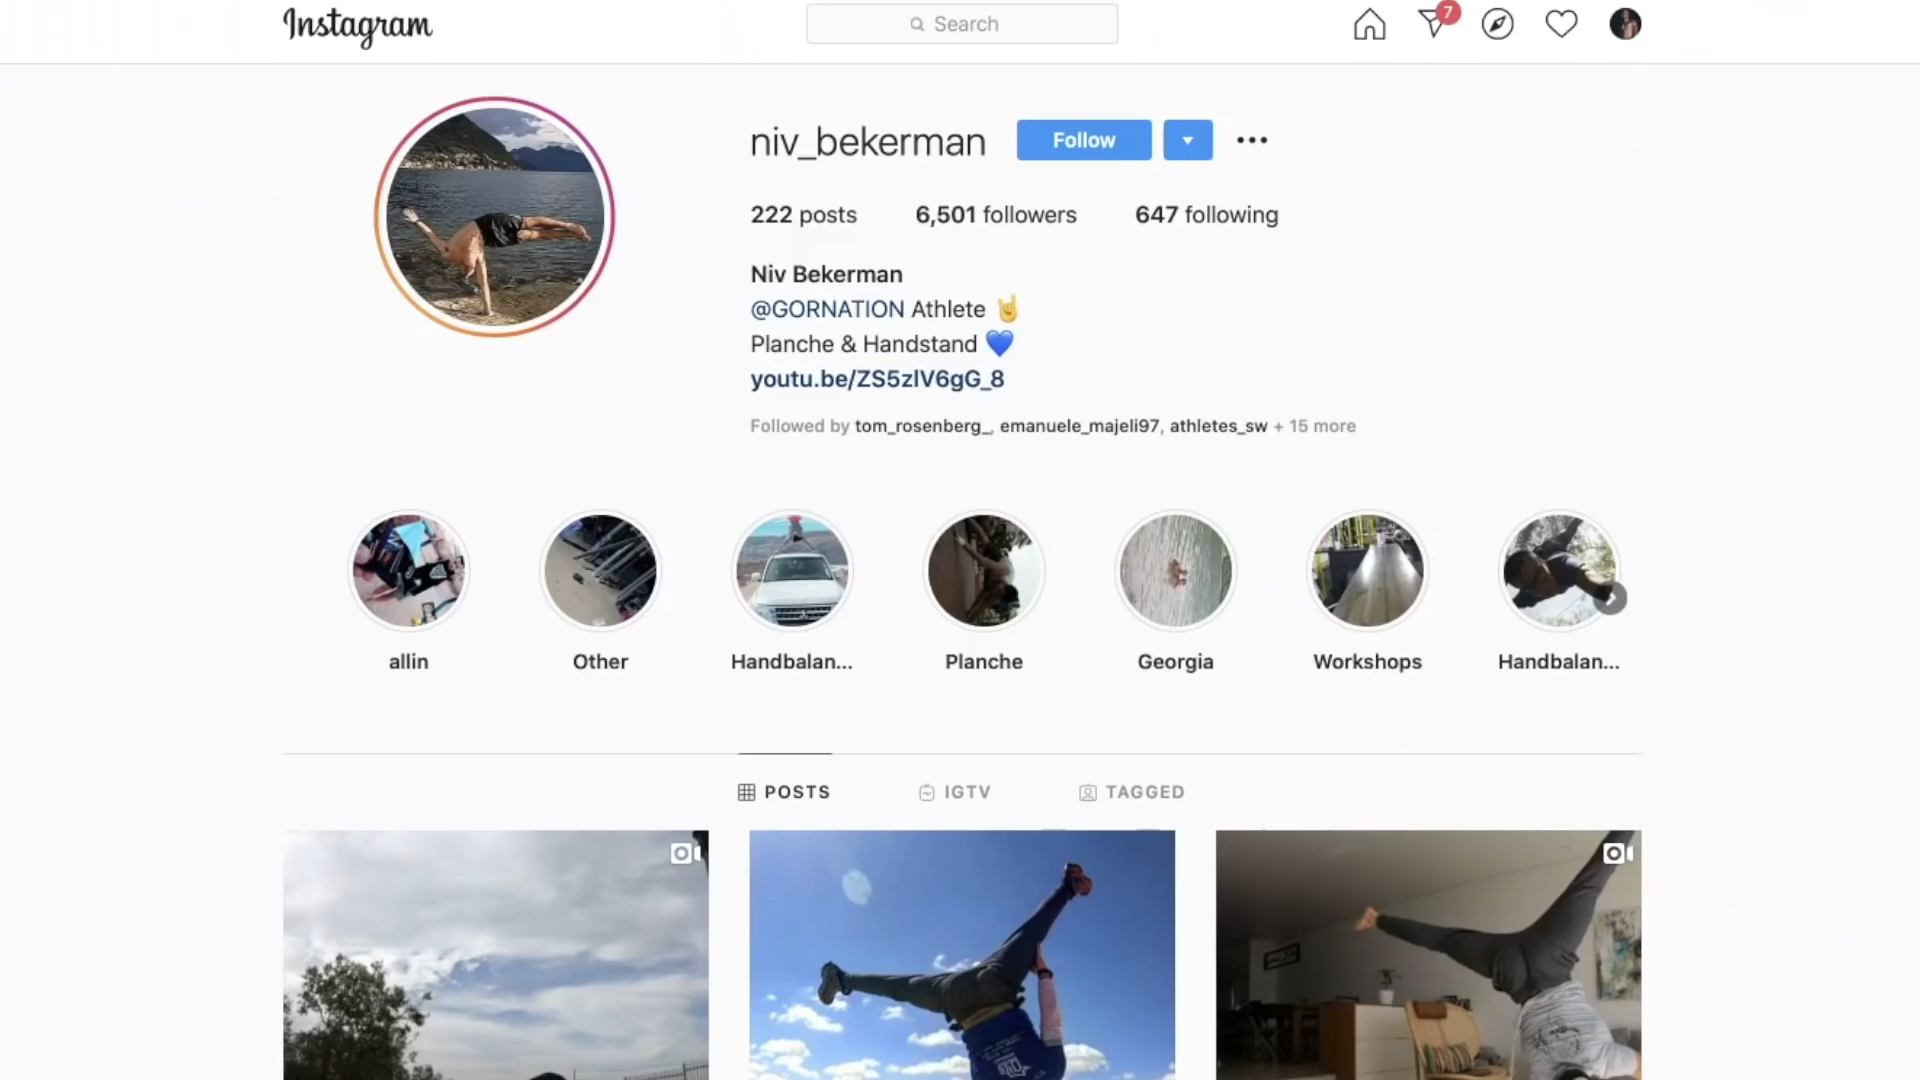 Instagram
Search
7
niv_bekerman
Follow
222 posts 6,501 followers 647 following
Niv Bekerman
@GORNATION Athlete 🤘
Planche & Handstand 💙
youtu.be/ZS5zlV6gG_8
Followed by tom_rosenberg_, emanuele_majeli97, athletes_sw + 15 more
allin Other Handbalan... Planche Georgia Workshops Handbalan...
POSTS IGTV TAGGED